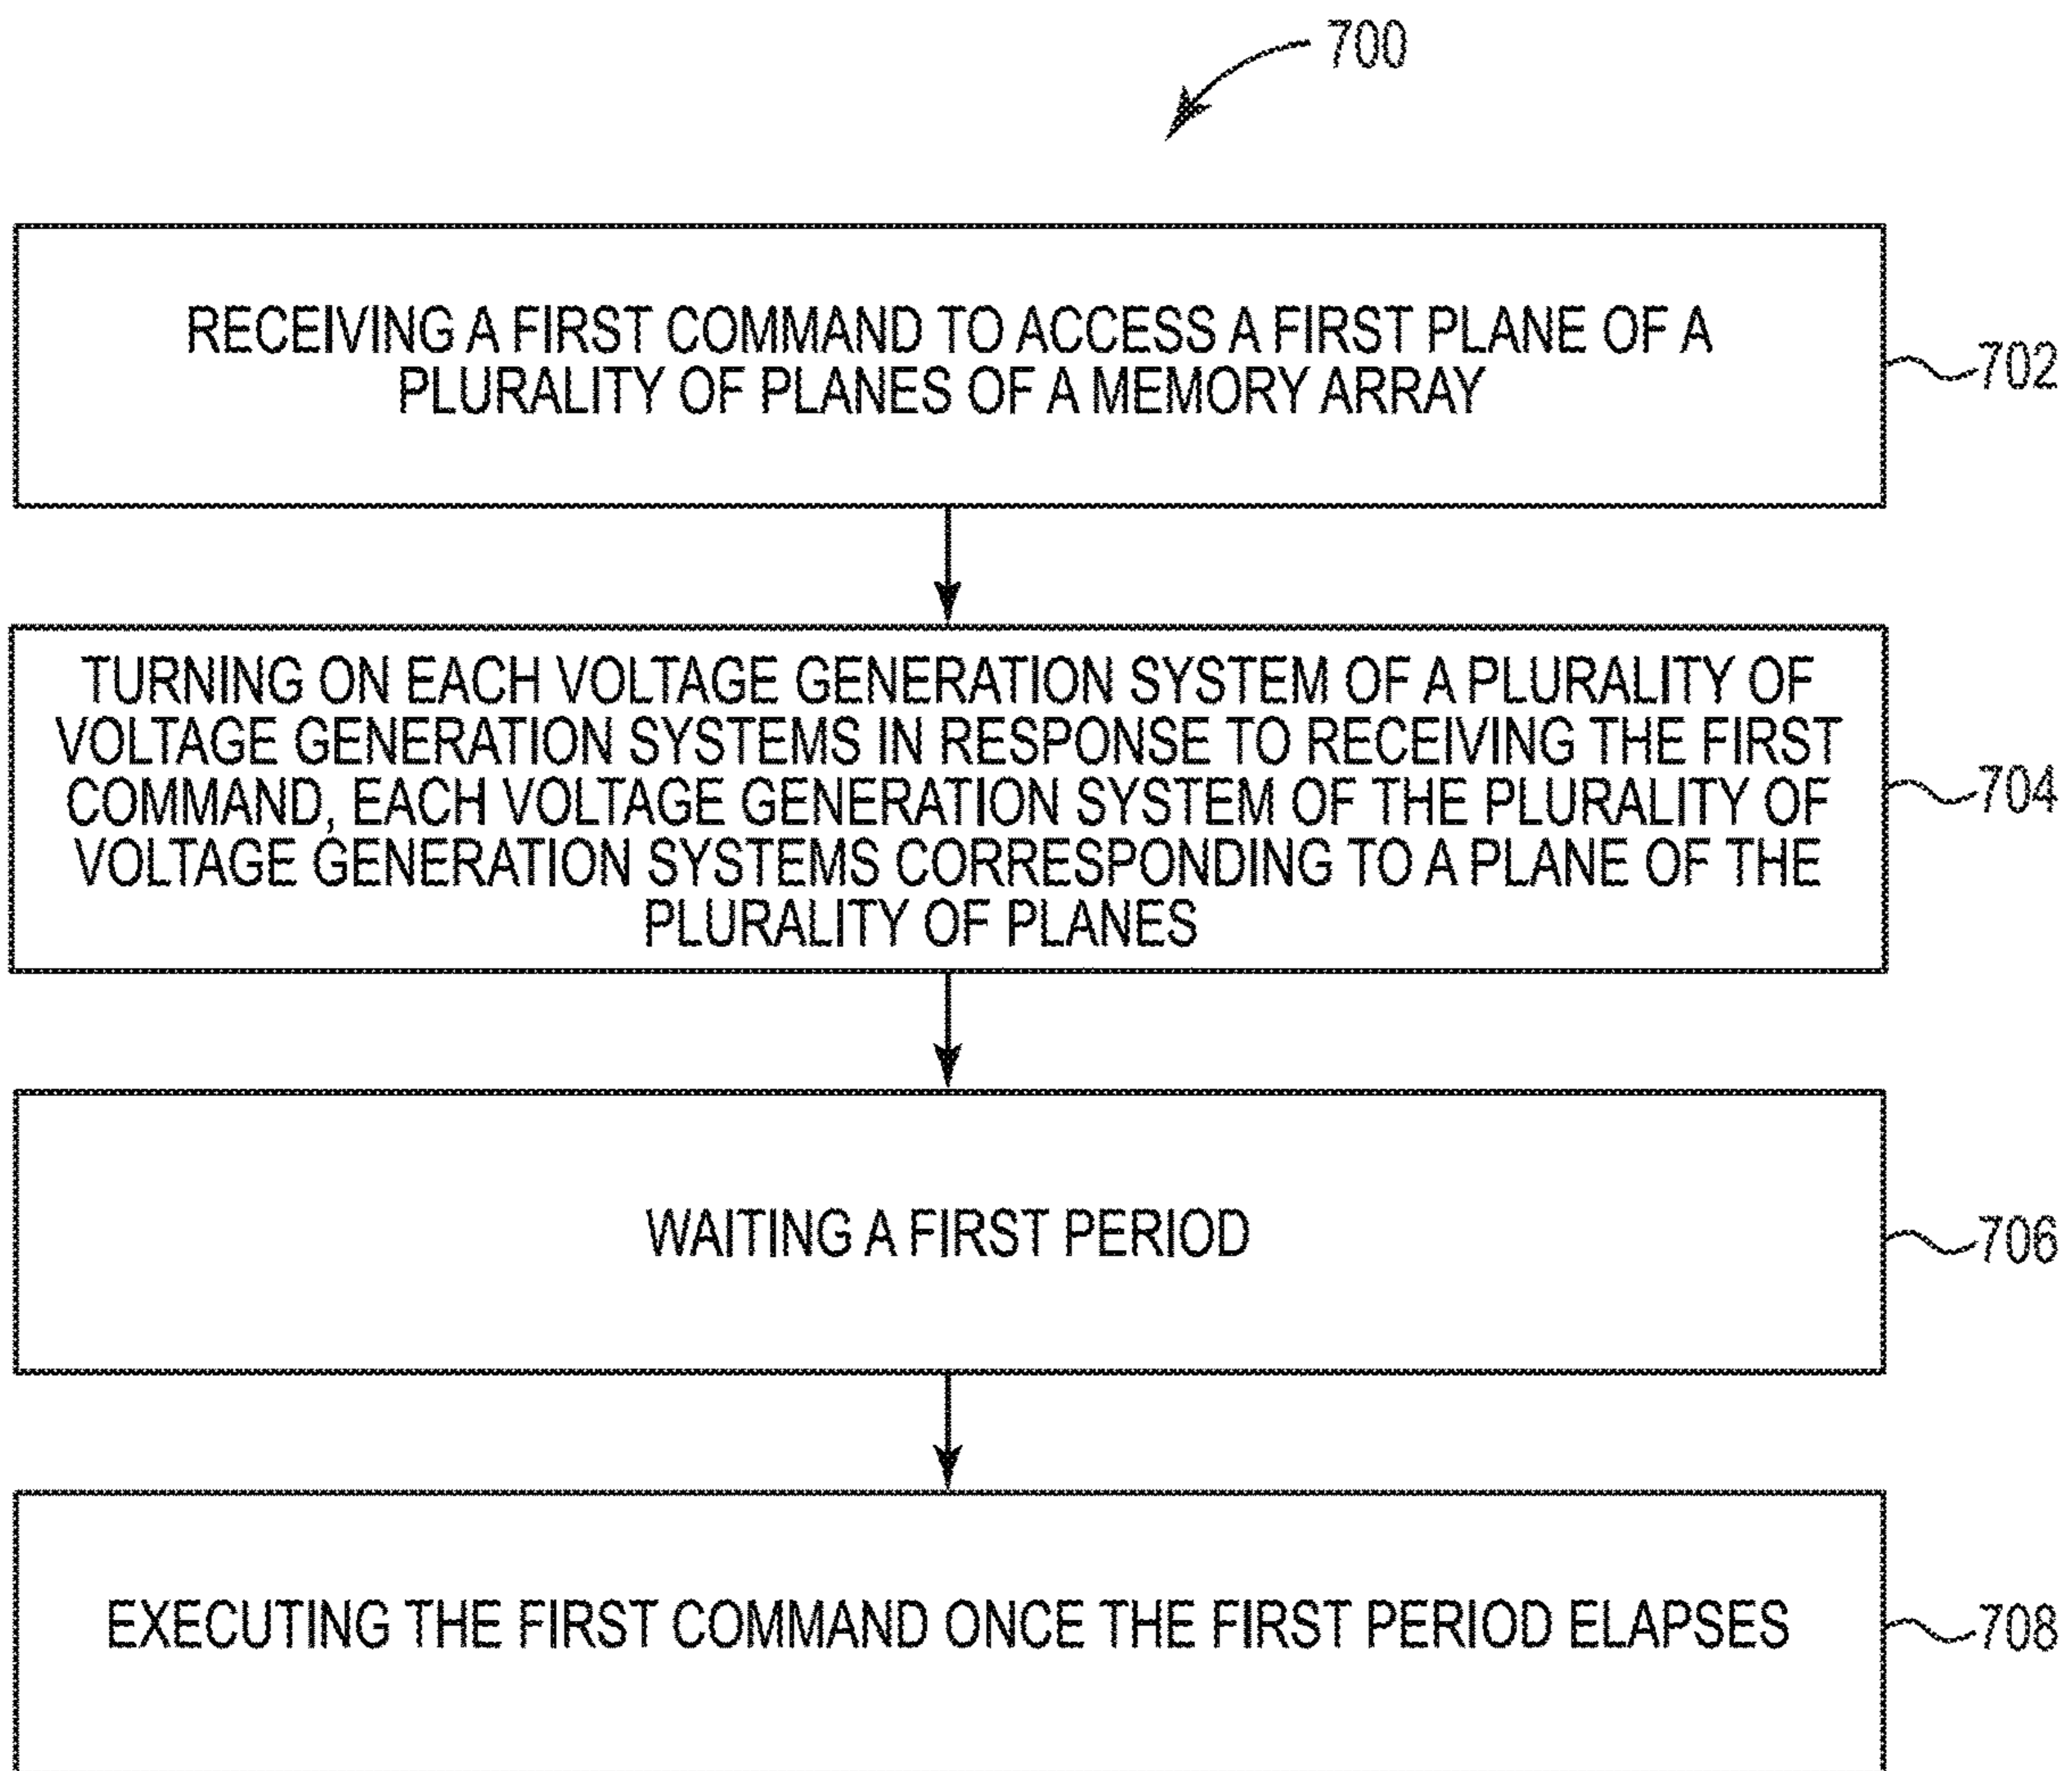 700
RECEIVING A FIRST COMMAND TO ACCESS A FIRST PLANE OF A
PLURALITY OF PLANES OF A MEMORY ARRAY
702
TURNING ON EACH VOLTAGE GENERATION SYSTEM OF A PLURALITY OF
VOLTAGE GENERATION SYSTEMS IN RESPONSE TO RECEIVING THE FIRST
COMMAND, EACH VOLTAGE GENERATION SYSTEM OF THE PLURALITY OF
VOLTAGE GENERATION SYSTEMS CORRESPONDING TO A PLANE OF THE
PLURALITY OF PLANES
704
WAITING A FIRST PERIOD
706
EXECUTING THE FIRST COMMAND ONCE THE FIRST PERIOD ELAPSES
708